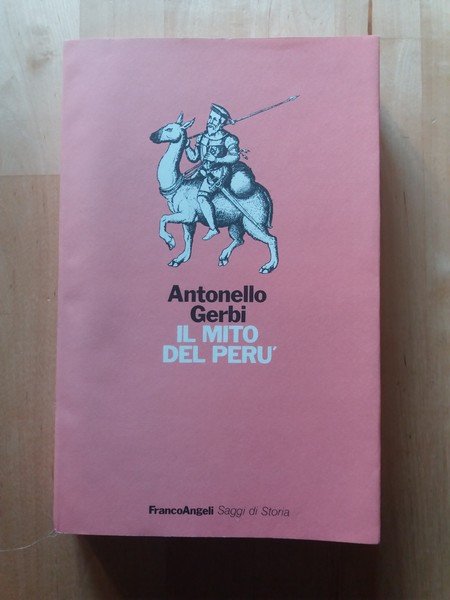 Antonello
Gerbi
IL MITO
DEL PERU'
FrancoAngeli Saggi di Storia